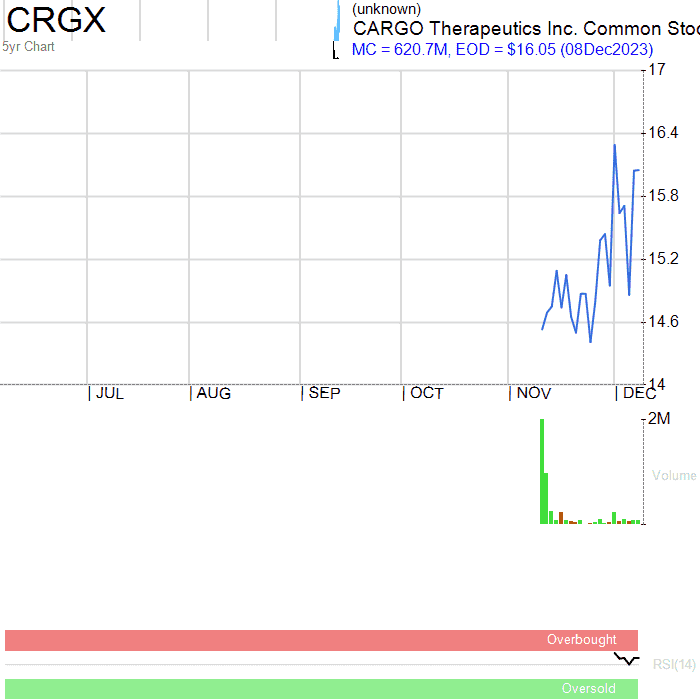 CRGX
5yr Chart
(unknown)
CARGO Therapeutics Inc. Common Stoc
MC = 620.7M, EOD = $16.05 (08Dec2023)
17
16.4
15.8
15.2
14.6
14
JUL AUG SEP OCT NOV DEC
2M
Volume
Overbought
RSI(14)
Oversold